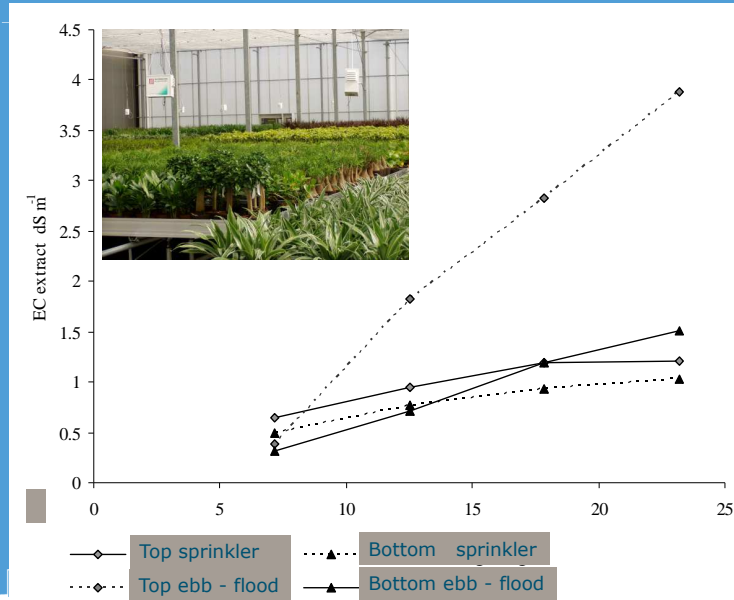 4.5
4
3.5
3
2.5
2
1.5
1
0.5
0
EC extract dS m-1
0 5 10 15 20 25
Top sprinkler
Bottom sprinkler
Top ebb - flood
Bottom ebb - flood